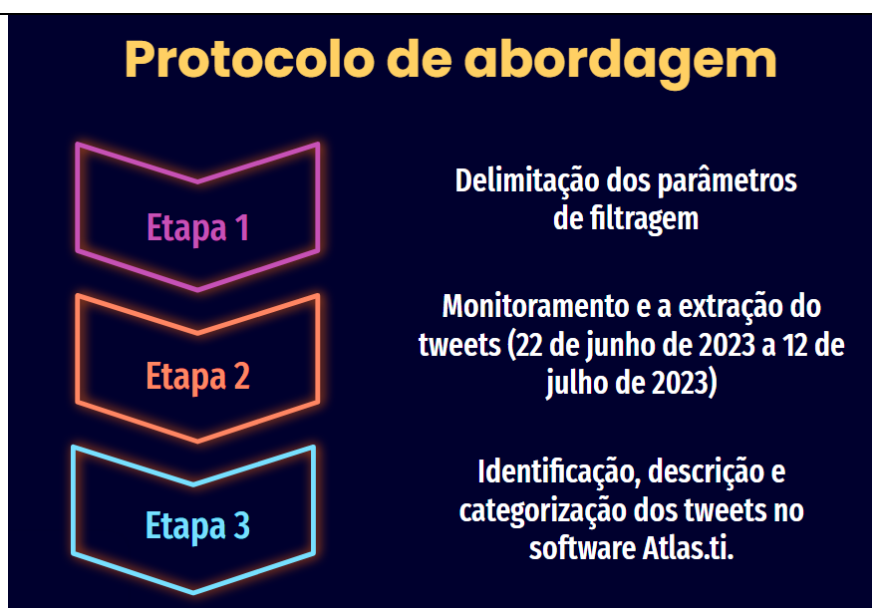 Protocolo de abordagem
Etapa 1
Delimitação dos parâmetros
de filtragem
Etapa 2
Monitoramento e a extração do
tweets (22 de junho de 2023 a 12 de
julho de 2023)
Etapa 3
Identificação, descrição e
categorização dos tweets no
software Atlas.ti.